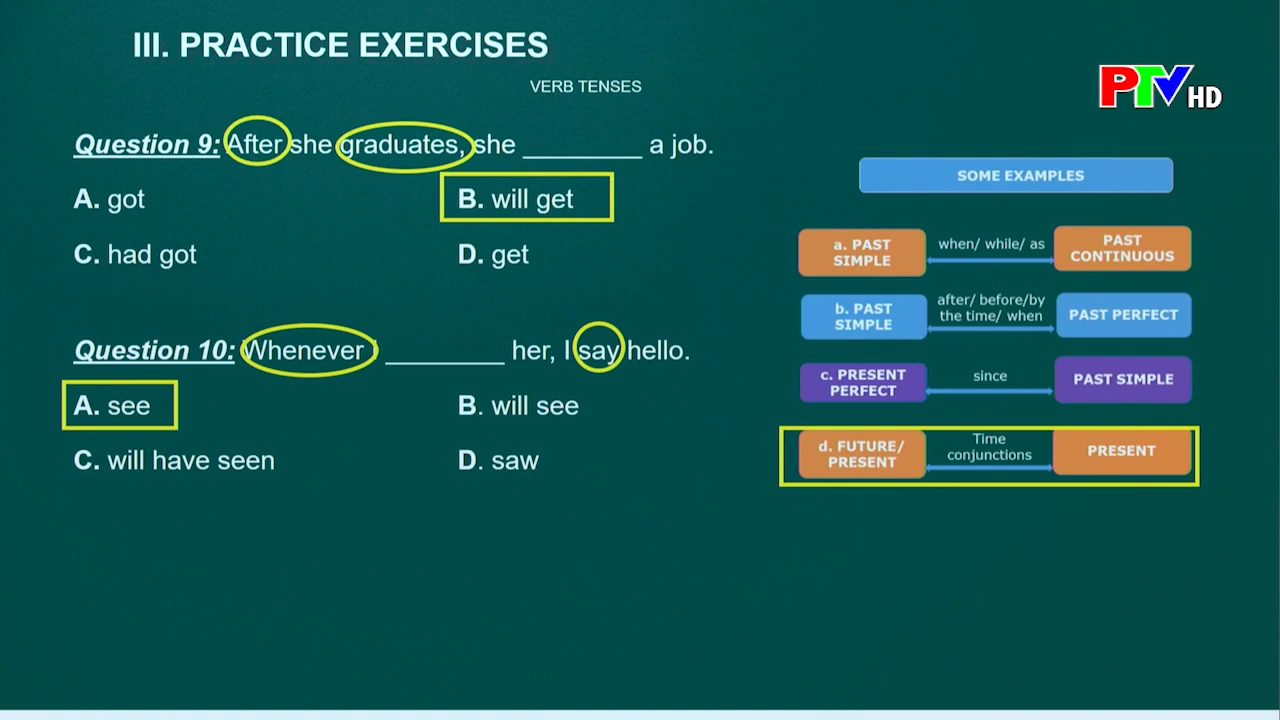 III. PRACTICE EXERCISES
VERB TENSES
PTV HD
Question 9: After she graduates, she ________ a job.
A. got
B. will get
C. had got
D. get
Question 10: Whenever I ________ her, I say hello.
A. see
B. will see
C. will have seen
D. saw
SOME EXAMPLES
a. PAST
SIMPLE
when/ while/ as
PAST
CONTINUOUS
b. PAST
SIMPLE
after/ before/by
the time/ when
PAST PERFECT
c. PRESENT
PERFECT
since
PAST SIMPLE
d. FUTURE/
PRESENT
Time
conjunctions
PRESENT